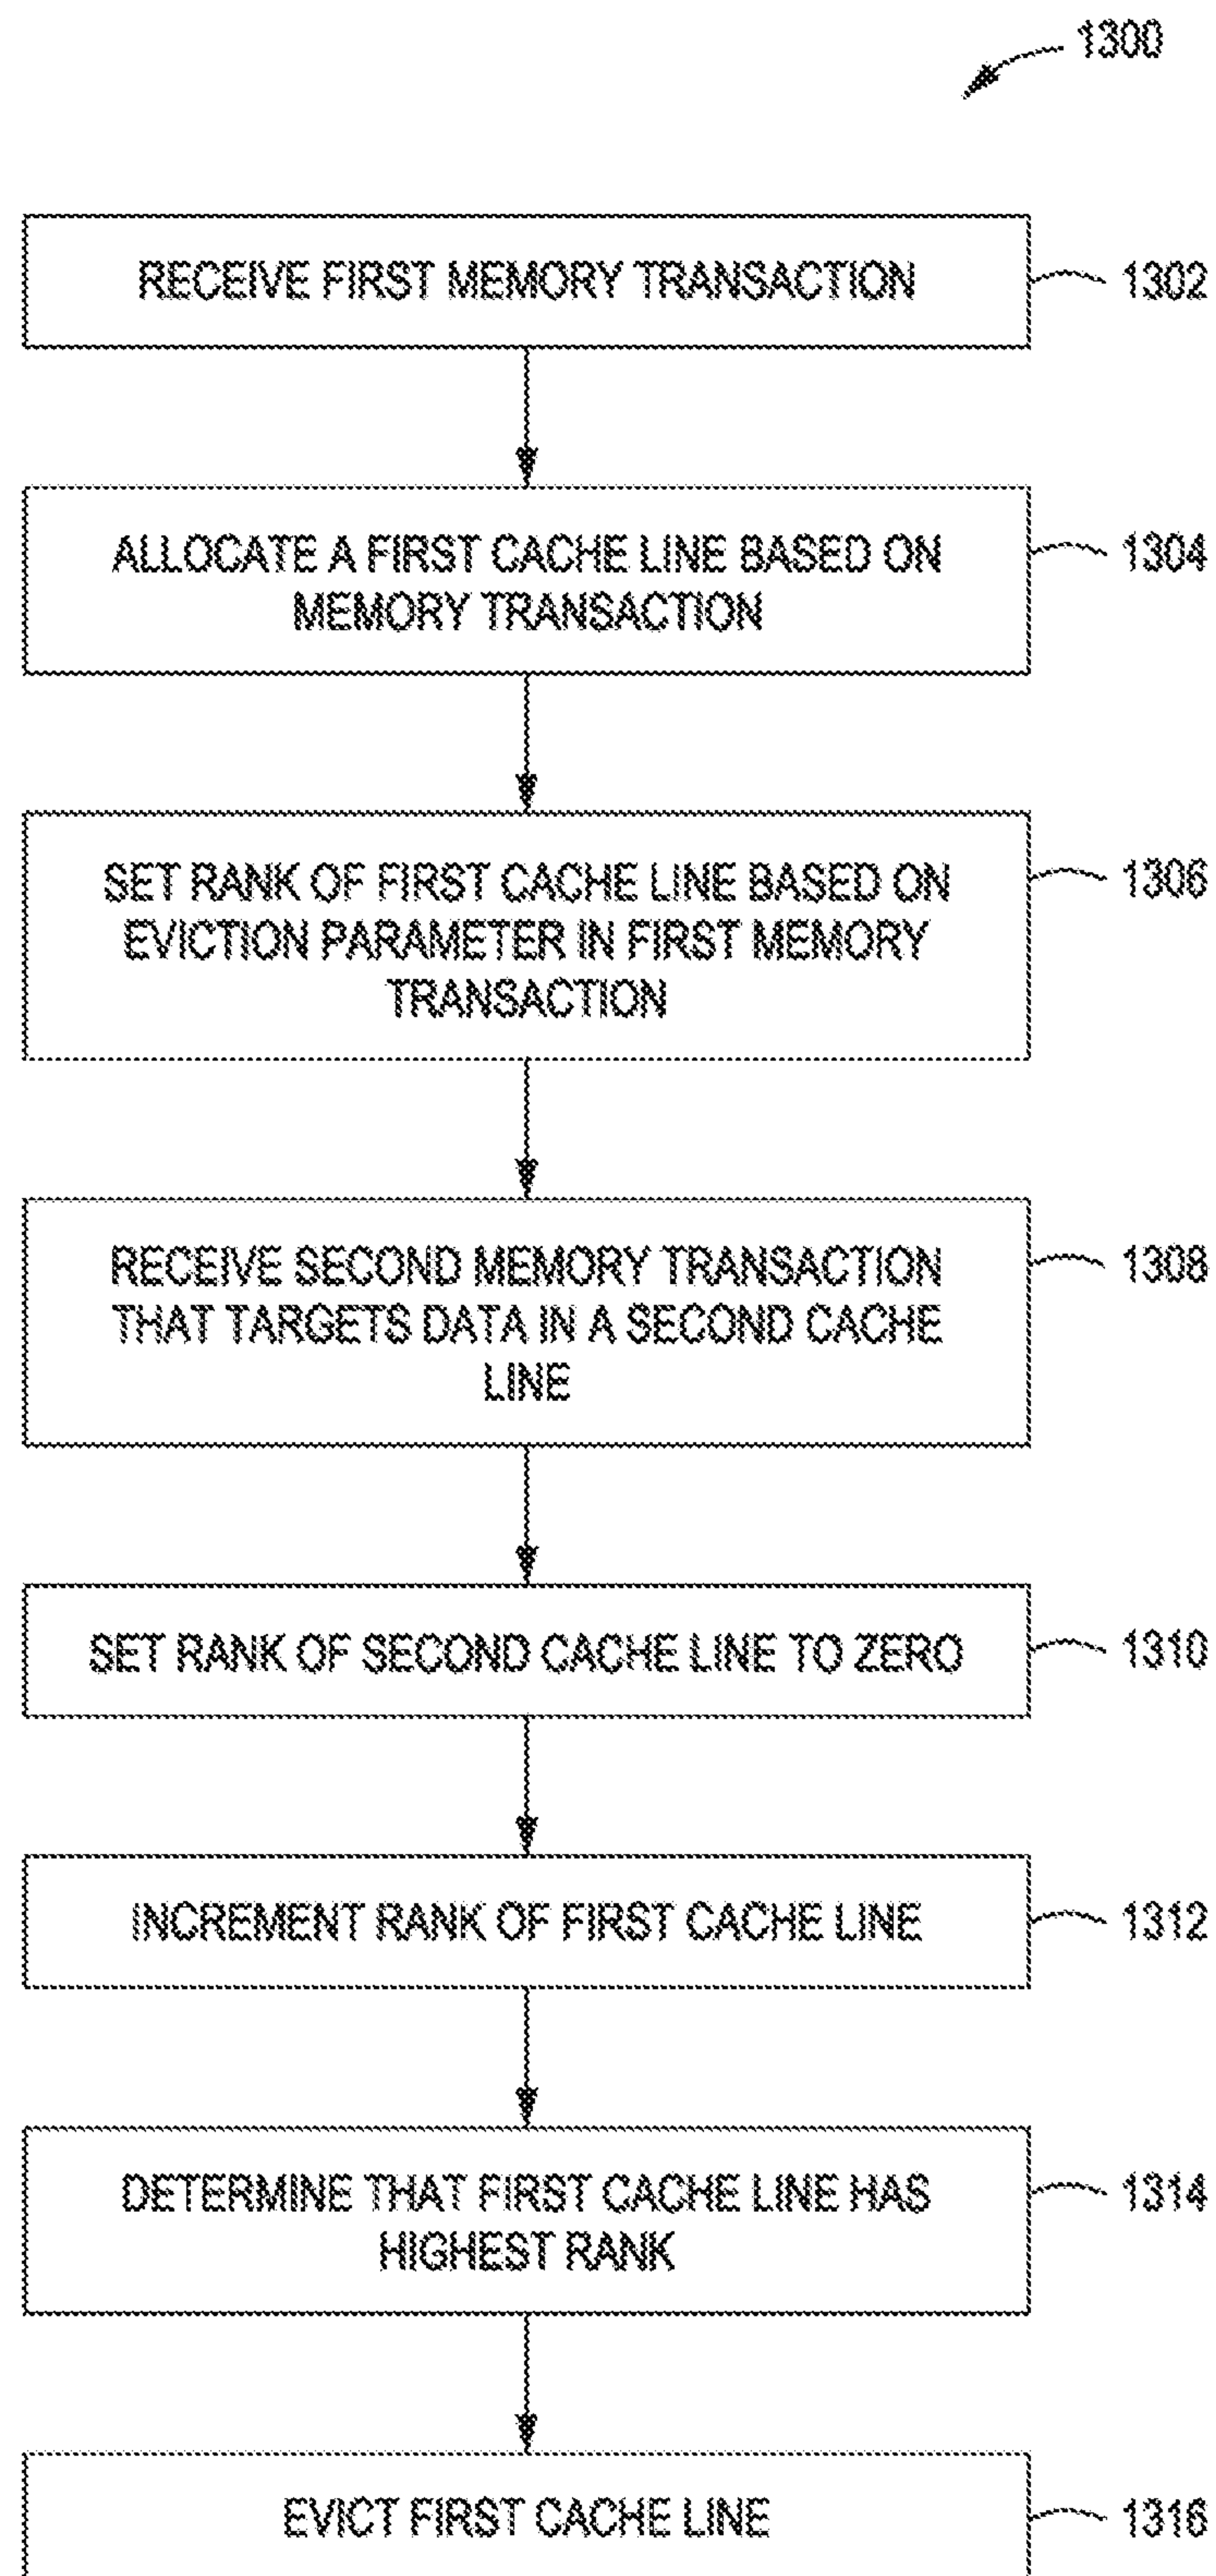 1300
RECEIVE FIRST MEMORY TRANSACTION
1302
ALLOCATE A FIRST CACHE LINE BASED ON
MEMORY TRANSACTION
1304
SET RANK OF FIRST CACHE LINE BASED ON
EVICTION PARAMETER IN FIRST MEMORY
TRANSACTION
1306
RECEIVE SECOND MEMORY TRANSACTION
THAT TARGETS DATA IN A SECOND CACHE
LINE
1308
SET RANK OF SECOND CACHE LINE TO ZERO
1310
INCREMENT RANK OF FIRST CACHE LINE
1312
DETERMINE THAT FIRST CACHE LINE HAS
HIGHEST RANK
1314
EVICT FIRST CACHE LINE
1316